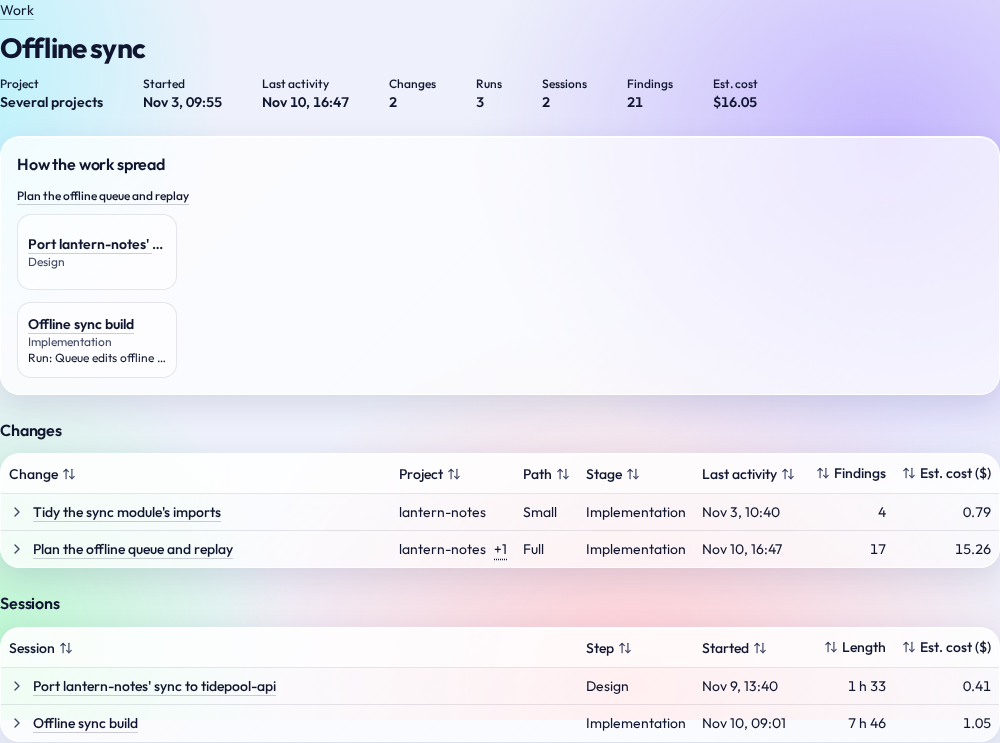 Work
Offline sync
Project Started Last activity Changes Runs Sessions Findings Est. cost
Several projects Nov 3, 09:55 Nov 10, 16:47 2 3 2 21 $16.05
How the work spread
Plan the offline queue and replay
Port lantern-notes' ...
Design
Offline sync build
Implementation
Run: Queue edits offline ...
Changes
Change Project Path Stage Last activity Findings Est. cost ($)
Tidy the sync module's imports lantern-notes Small Implementation Nov 3, 10:40 4 0.79
Plan the offline queue and replay lantern-notes +1 Full Implementation Nov 10, 16:47 17 15.26
Sessions
Session Step Started Length Est. cost ($)
Port lantern-notes' sync to tidepool-api Design Nov 9, 13:40 1 h 33 0.41
Offline sync build Implementation Nov 10, 09:01 7 h 46 1.05